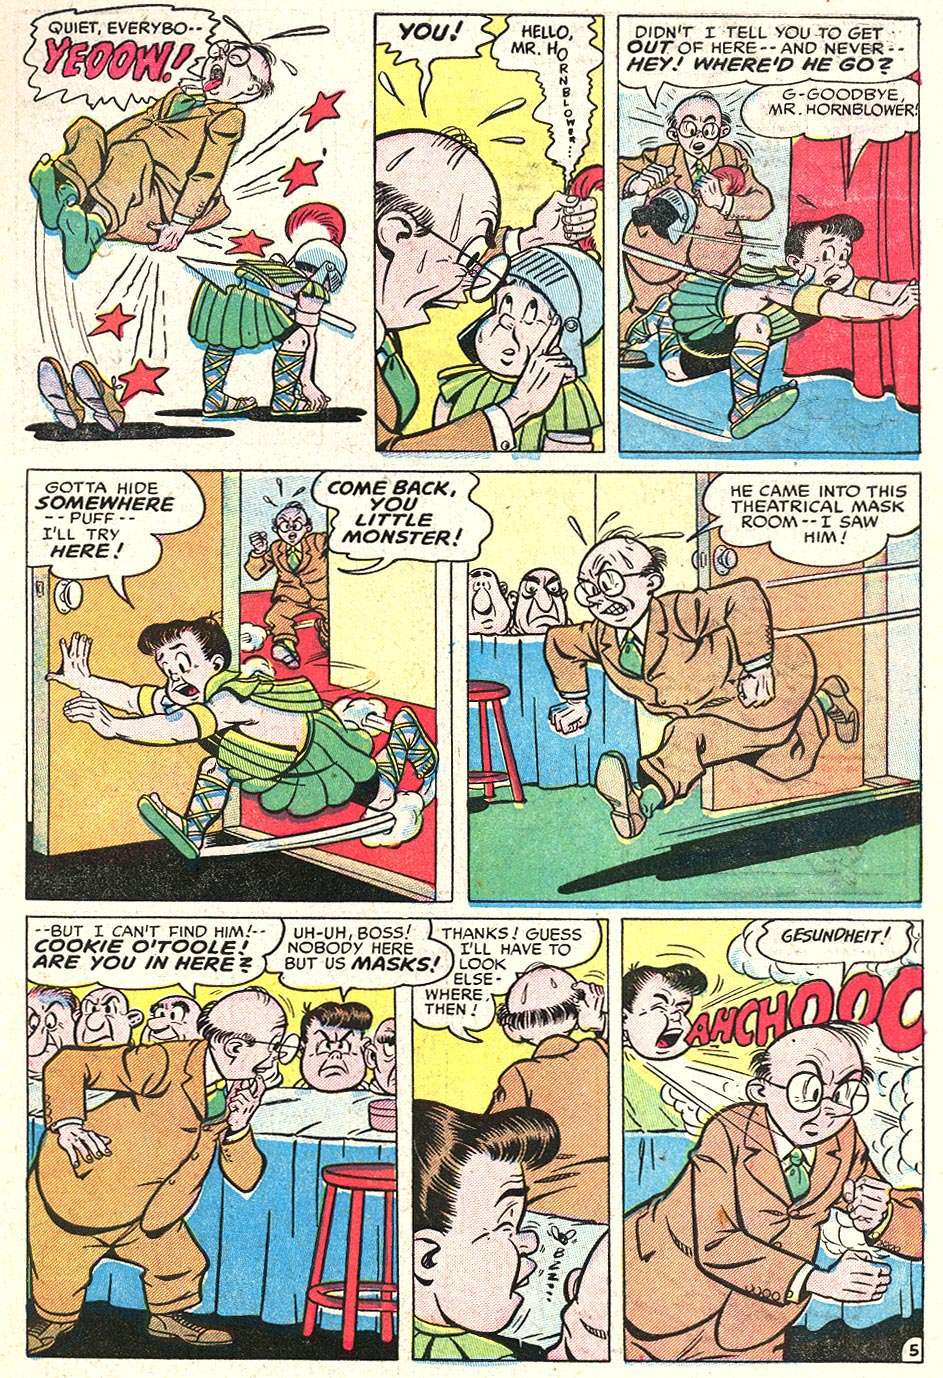 QUIET, EVERYBO--
YEOOW!
YOU!
HELLO,
MR. HORNBLOWER...
DIDN'T I TELL YOU TO GET
OUT OF HERE--AND NEVER--
HEY! WHERE'D HE GO?
G-GOODBYE,
MR. HORNBLOWER!
GOTTA HIDE
SOMEWHERE
--PUFF--
I'LL TRY
HERE!
COME BACK,
YOU
LITTLE
MONSTER!
HE CAME INTO THIS
THEATRICAL MASK
ROOM--I SAW
HIM!
--BUT I CAN'T FIND HIM!--
COOKIE O'TOOLE!
ARE YOU IN HERE?
UH-UH, BOSS!
NOBODY HERE
BUT US MASKS!
THANKS! GUESS
I'LL HAVE TO
LOOK
ELSE-
WHERE,
THEN!
BZZZ...
AHCHOOOO
GESUNDHEIT!
5